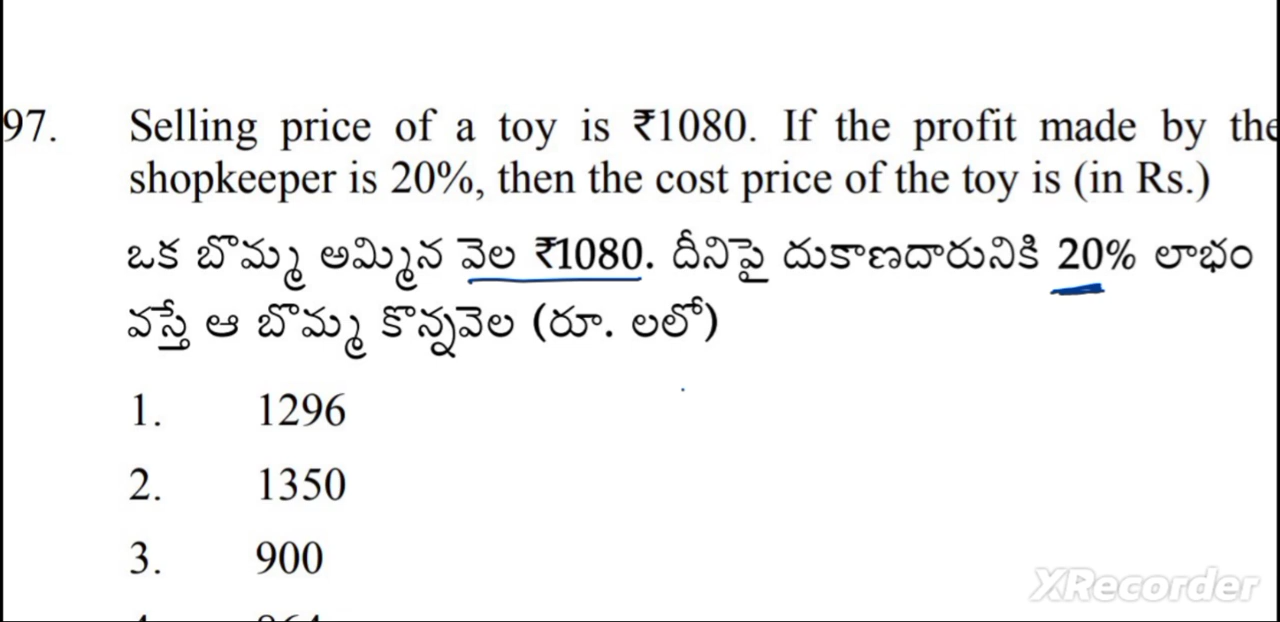 97. Selling price of a toy is ₹1080. If the profit made by the
shopkeeper is 20%, then the cost price of the toy is (in Rs.)
ఒక బొమ్మ అమ్మిన వెల ₹1080. దీనిపై దుకాణదారునికి 20% లాభం
వస్తే ఆ బొమ్మ కొన్నవెల (రూ. లలో)
1. 1296
2. 1350
3. 900
XRecorder